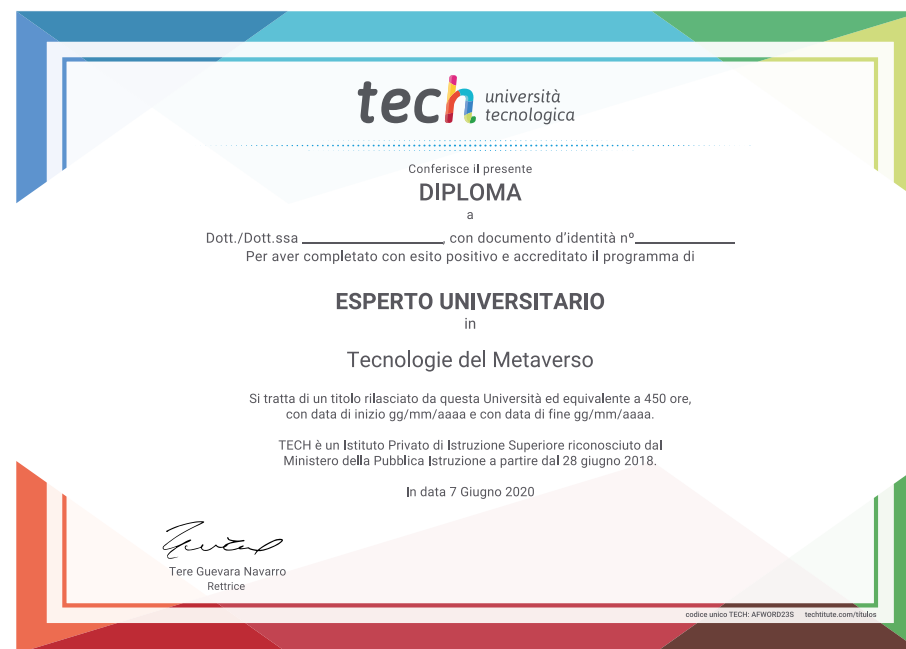 tech università
tecnologica
Conferisce il presente
DIPLOMA
a
Dott./Dott.ssa ____________________, con documento d'identità nº______________
Per aver completato con esito positivo e accreditato il programma di
ESPERTO UNIVERSITARIO
in
Tecnologie del Metaverso
Si tratta di un titolo rilasciato da questa Università ed equivalente a 450 ore,
con data di inizio gg/mm/aaaa e con data di fine gg/mm/aaaa.
TECH è un Istituto Privato di Istruzione Superiore riconosciuto dal
Ministero della Pubblica Istruzione a partire dal 28 giugno 2018.
In data 7 Giugno 2020
Tere Guevara Navarro
Rettrice
codice unico TECH: AFWORD23S techtitute.com/titulos